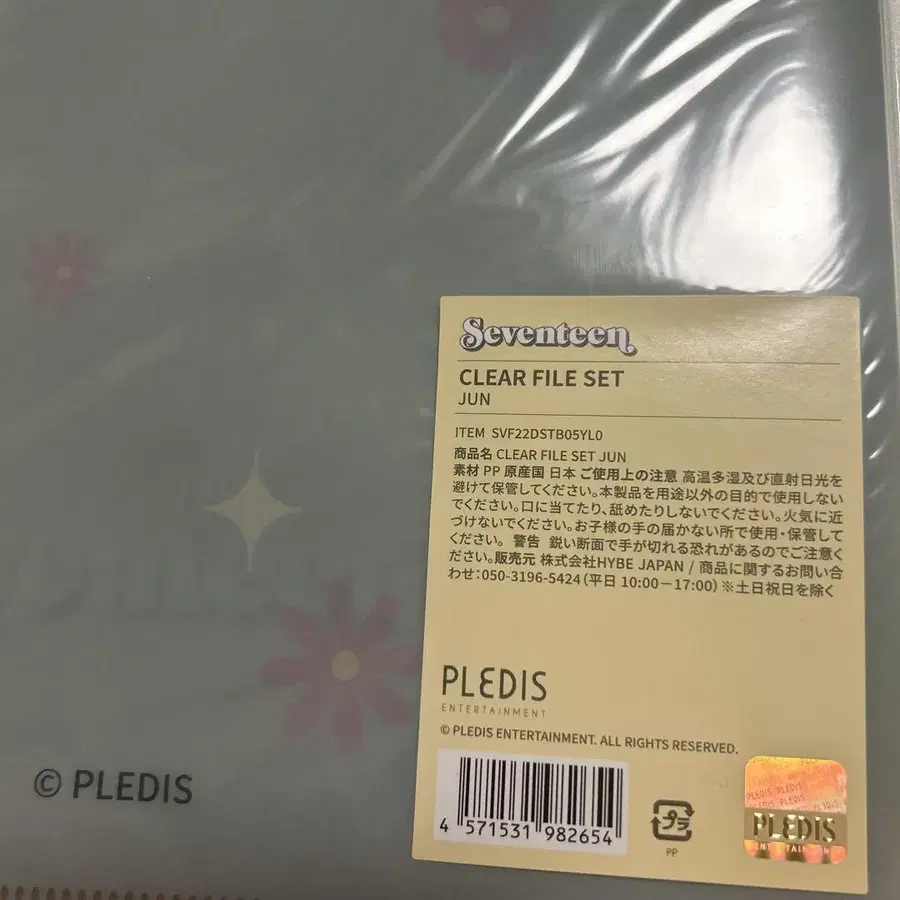 Seventeen
CLEAR FILE SET
JUN
ITEM SVF22DSTB05YL0
商品名 CLEAR FILE SET JUN
素材 PP 原産国 日本 ご使用上の注意 高温多湿及び直射日光を
避けて保管してください。本製品を用途以外の目的で使用しない
でください。口に当てたり、舐めたりしないでください。火気に近
づけないでください。お子様の手の届かない所で使用・保管して
ください。 警告 鋭い断面で手が切れる恐れがあるのでご注意く
ださい。販売元 株式会社HYBE JAPAN / 商品に関するお問い合
わせ:050-3196-5424(平日 10:00-17:00)※土日祝日を除く
PLEDIS
ENTERTAINMENT
© PLEDIS ENTERTAINMENT. ALL RIGHTS RESERVED.
4 571531 982654
プラ
PP
PLEDIS PLEDIS
PLEDIS PLEDIS PLEDIS
PLEDIS
ENTERTAINMENT
© PLEDIS